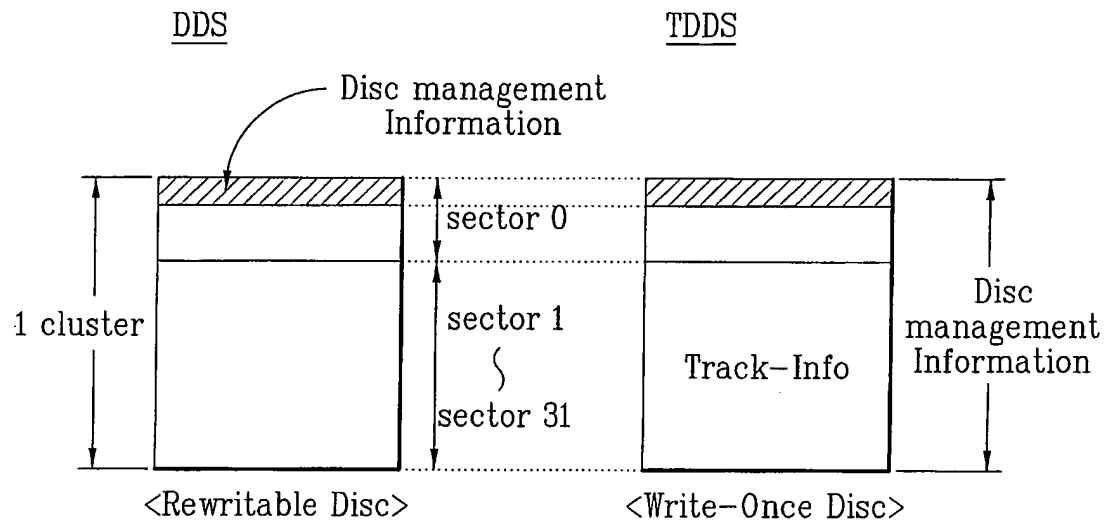 DDS
TDDS
Disc management
Information
sector 0
1 cluster
sector 1
sector 31
Track-Info
Disc
management
Information
<Rewritable Disc>
<Write-Once Disc>